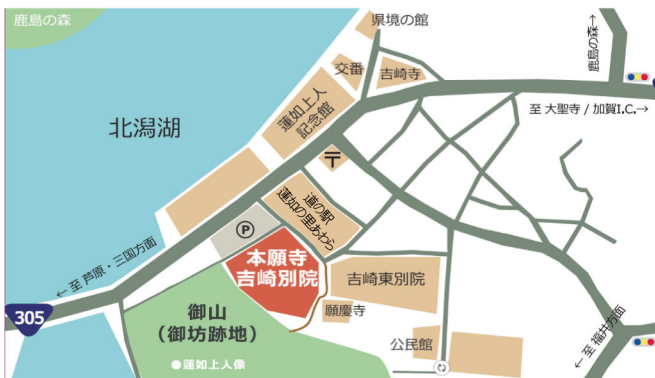 鹿島の森
県境の館
鹿島の森→
交番
吉崎寺
蓮如上人
記念館
至 大聖寺 / 加賀I.C.→
北潟湖
〒
道の駅
蓮如の里あわら
P
本願寺
吉崎別院
← 至 芦原・三国方面
吉崎東別院
305
御山
（御坊跡地）
願慶寺
公民館
← 至 福井方面
●蓮如上人像